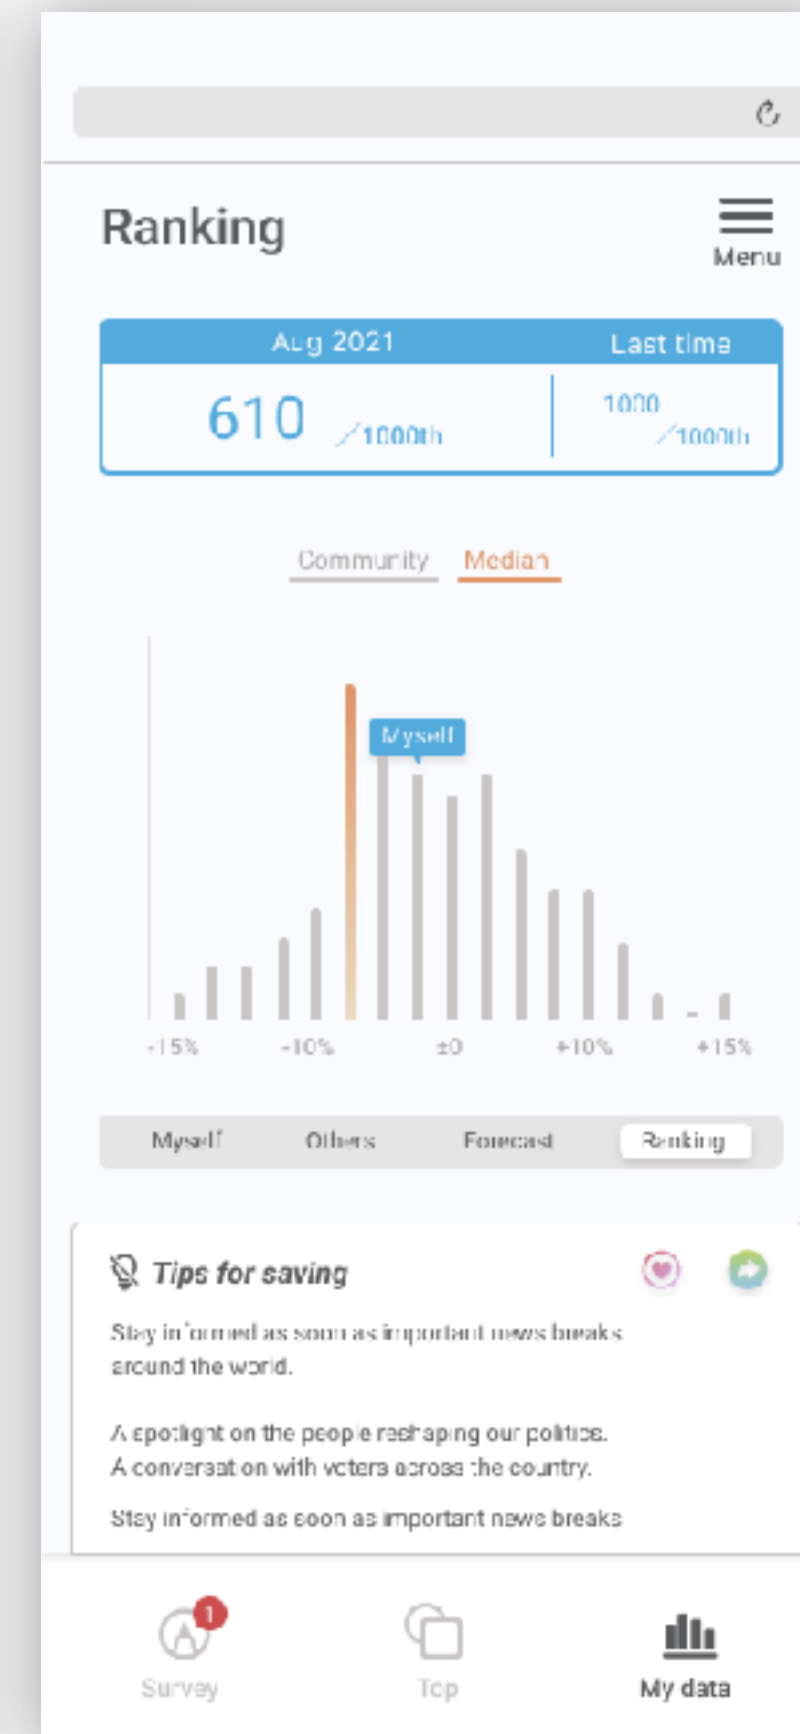 Ranking
Menu
Aug 2021
Last time
610 /1000th
1000 /1000th
Community Median
Myself
-15% -10% ±0 +10% +15%
Myself Others Forecast Ranking
Tips for saving
Stay informed as soon as important news breaks
around the world.
A spotlight on the people reshaping our politics.
A conversation with voters across the country.
Stay informed as soon as important news breaks
1
Survey Top My data